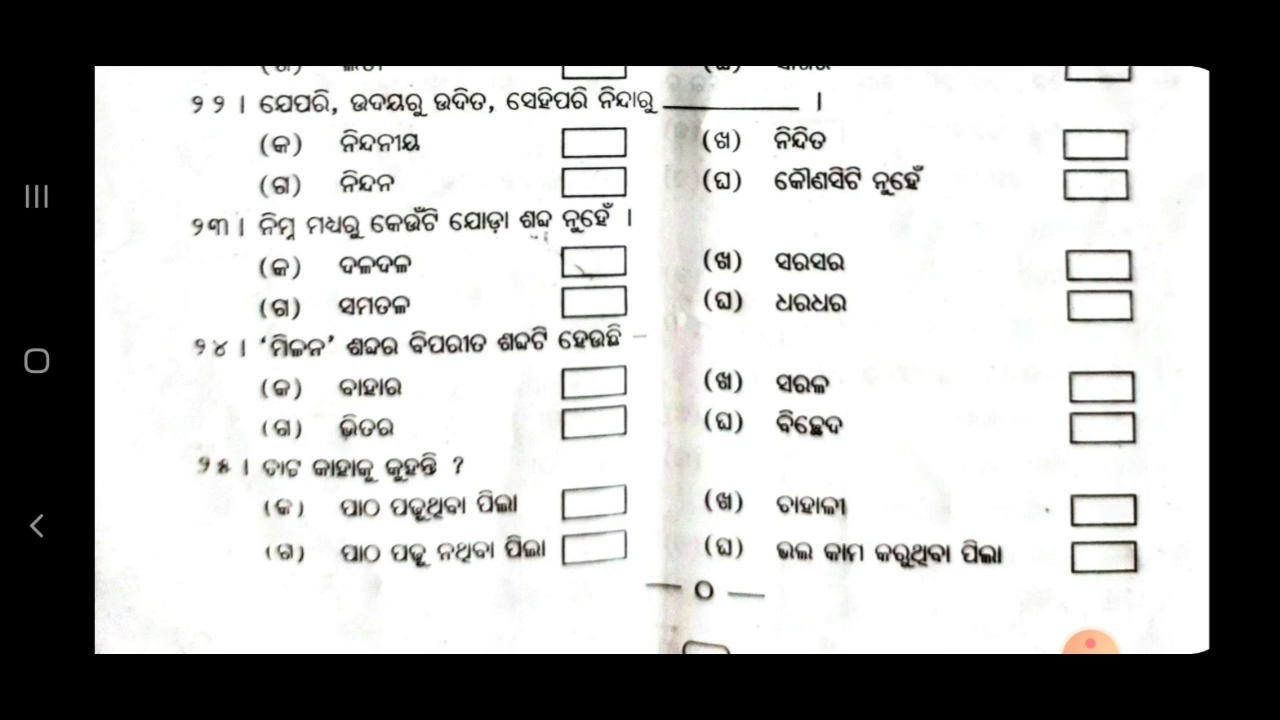 ୨୨ । ଯେପରି, ଉଦୟରୁ ଉଦିତ, ସେହିପରି ନିନ୍ଦାରୁ ________ ।
(କ) ନିନ୍ଦନୀୟ (ଖ) ନିନ୍ଦିତ
(ଗ) ନିନ୍ଦନ (ଘ) କୌଣସିଟି ନୁହେଁ
୨୩ । ନିମ୍ନ ମଧ୍ୟରୁ କେଉଁଟି ଯୋଡ଼ା ଶବ୍ଦ ନୁହେଁ ।
(କ) ଦଳଦଳ (ଖ) ସରସର
(ଗ) ସମତଳ (ଘ) ଧରଧର
୨୪ । ‘ମିଳନ’ ଶବ୍ଦର ବିପରୀତ ଶବ୍ଦଟି ହେଉଛି –
(କ) ବାହାର (ଖ) ସରଳ
(ଗ) ଭିତର (ଘ) ବିଚ୍ଛେଦ
୨୫ । ଚାଟ କାହାକୁ କୁହନ୍ତି ?
(କ) ପାଠ ପଢୁଥିବା ପିଲା (ଖ) ଚାହାଳୀ
(ଗ) ପାଠ ପଢୁ ନଥିବା ପିଲା (ଘ) ଭଲ କାମ କରୁଥିବା ପିଲା
— ୦ —